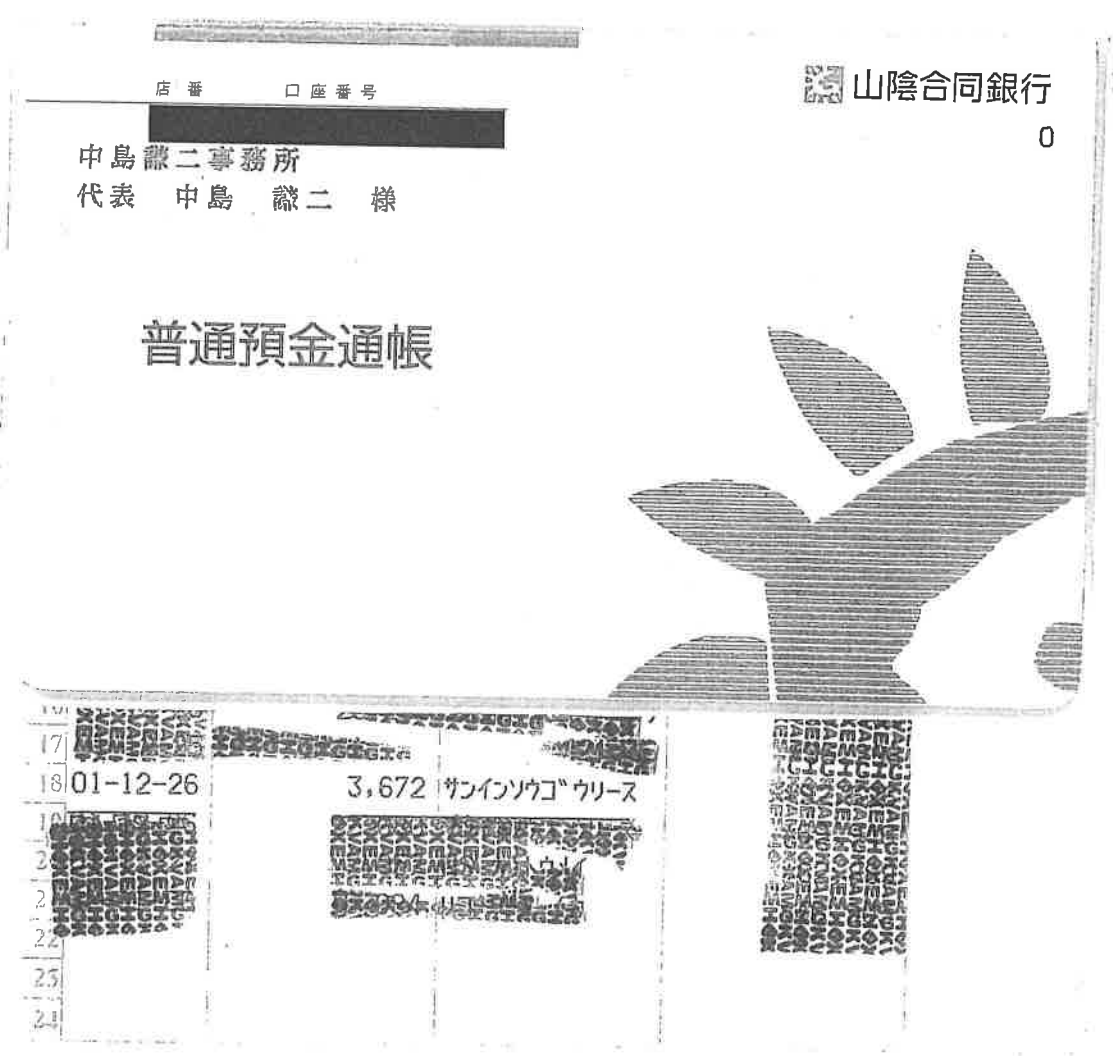 店番 口座番号
山陰合同銀行
0
中島謙二事務所
代表 中島 謙二 様
普通預金通帳
17
18 01-12-26 3,672 サンインソウゴウリース
22